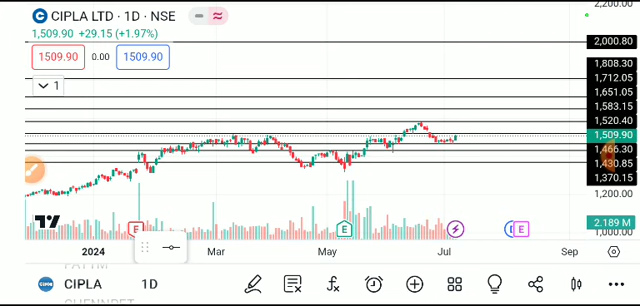 CIPLA LTD · 1D · NSE
1,509.90 +29.15 (+1.97%)
1509.90 0.00 1509.90
1
2,200.00
2,000.80
1,808.30
1,712.05
1,651.05
1,583.15
1,520.40
1,509.90
1,466.30
1,430.85
1,370.15
1,200.00
2.189 M
1,000.00
E E E
2024 Mar May Jul Sep
CIPLA 1D